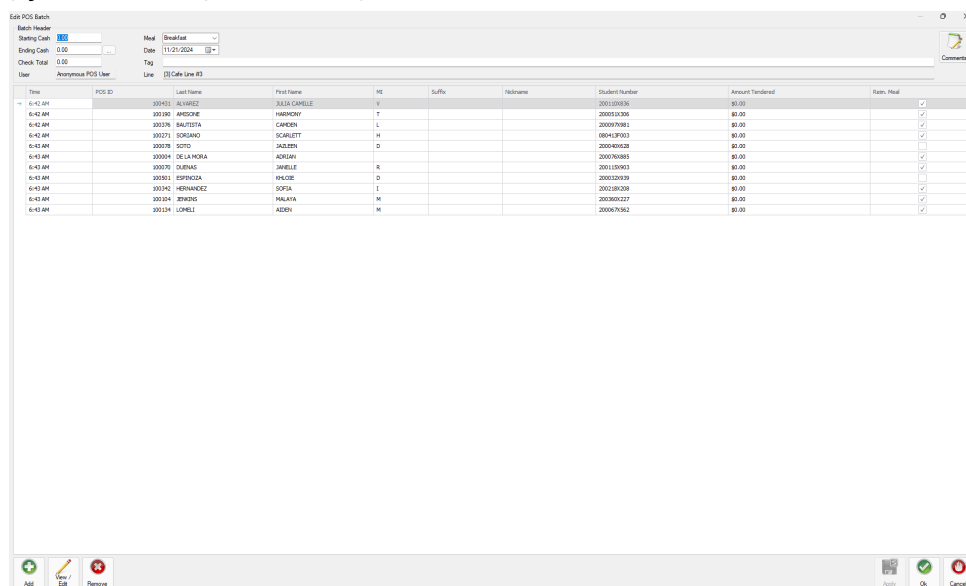 Edit POS Batch
Batch Header
Starting Cash 0.00 Meal Breakfast
Ending Cash 0.00 ... Date 11/21/2024
Check Total 0.00 Tag
Comments
User Anonymous POS User Line [3] Cafe Line #3
Time POS ID Last Name First Name MI Suffix Nickname Student Number Amount Tendered Reim. Meal
6:42 AM 100431 ALVAREZ JULIA CAMILLE V 200110X836 $0.00
6:42 AM 100190 AMISONE HARMONY T 200051X306 $0.00
6:42 AM 100376 BAUTISTA CAMDEN L 200097X981 $0.00
6:42 AM 100271 SORIANO SCARLETT H 080413F003 $0.00
6:43 AM 100078 SOTO JAZLEEN D 200040X628 $0.00
6:43 AM 100004 DE LA MORA ADRIAN 200076X885 $0.00
6:43 AM 100070 DUENAS JANELLE R 200115X903 $0.00
6:43 AM 100501 ESPINOZA KHLOIE D 200032X939 $0.00
6:43 AM 100342 HERNANDEZ SOFIA I 200218X208 $0.00
6:43 AM 100104 JENKINS MALAYA M 200360X227 $0.00
6:43 AM 100134 LOMELI AIDEN M 200067X562 $0.00
Add View / Edit Remove Apply Ok Cancel